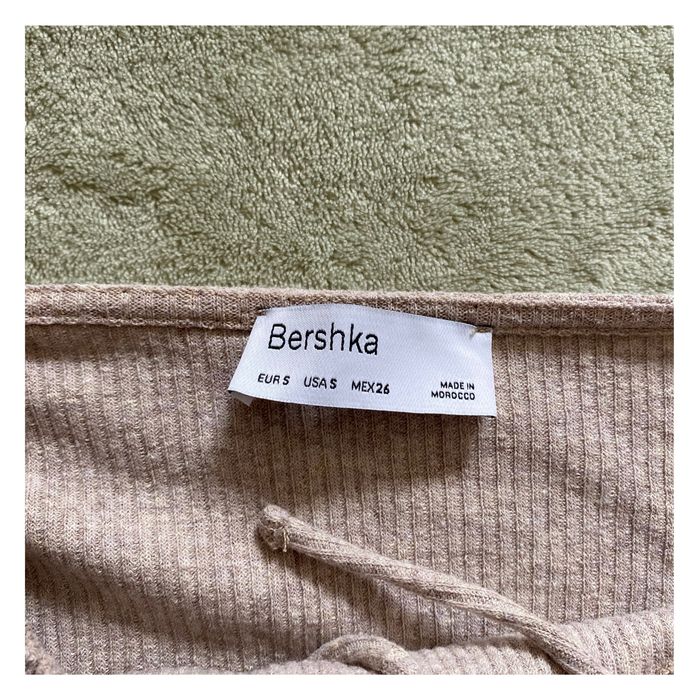 Bershka
EUR S USA S MEX 26
MADE IN
MOROCCO